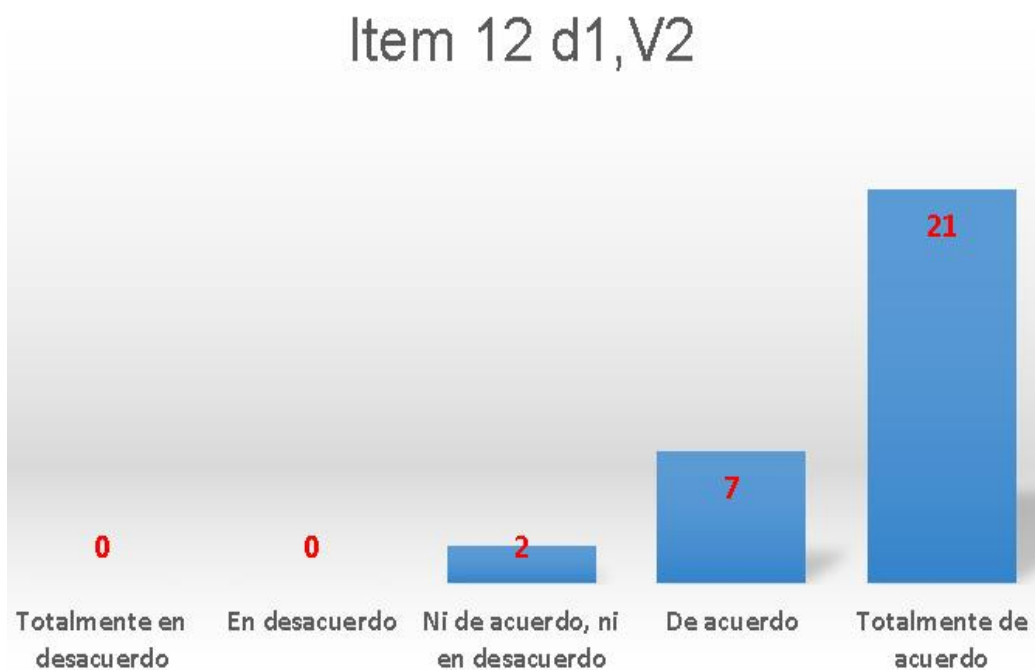 Item 12 d1,V2
21
7
0
0
2
Totalmente en
desacuerdo
En desacuerdo
Ni de acuerdo, ni
en desacuerdo
De acuerdo
Totalmente de
acuerdo